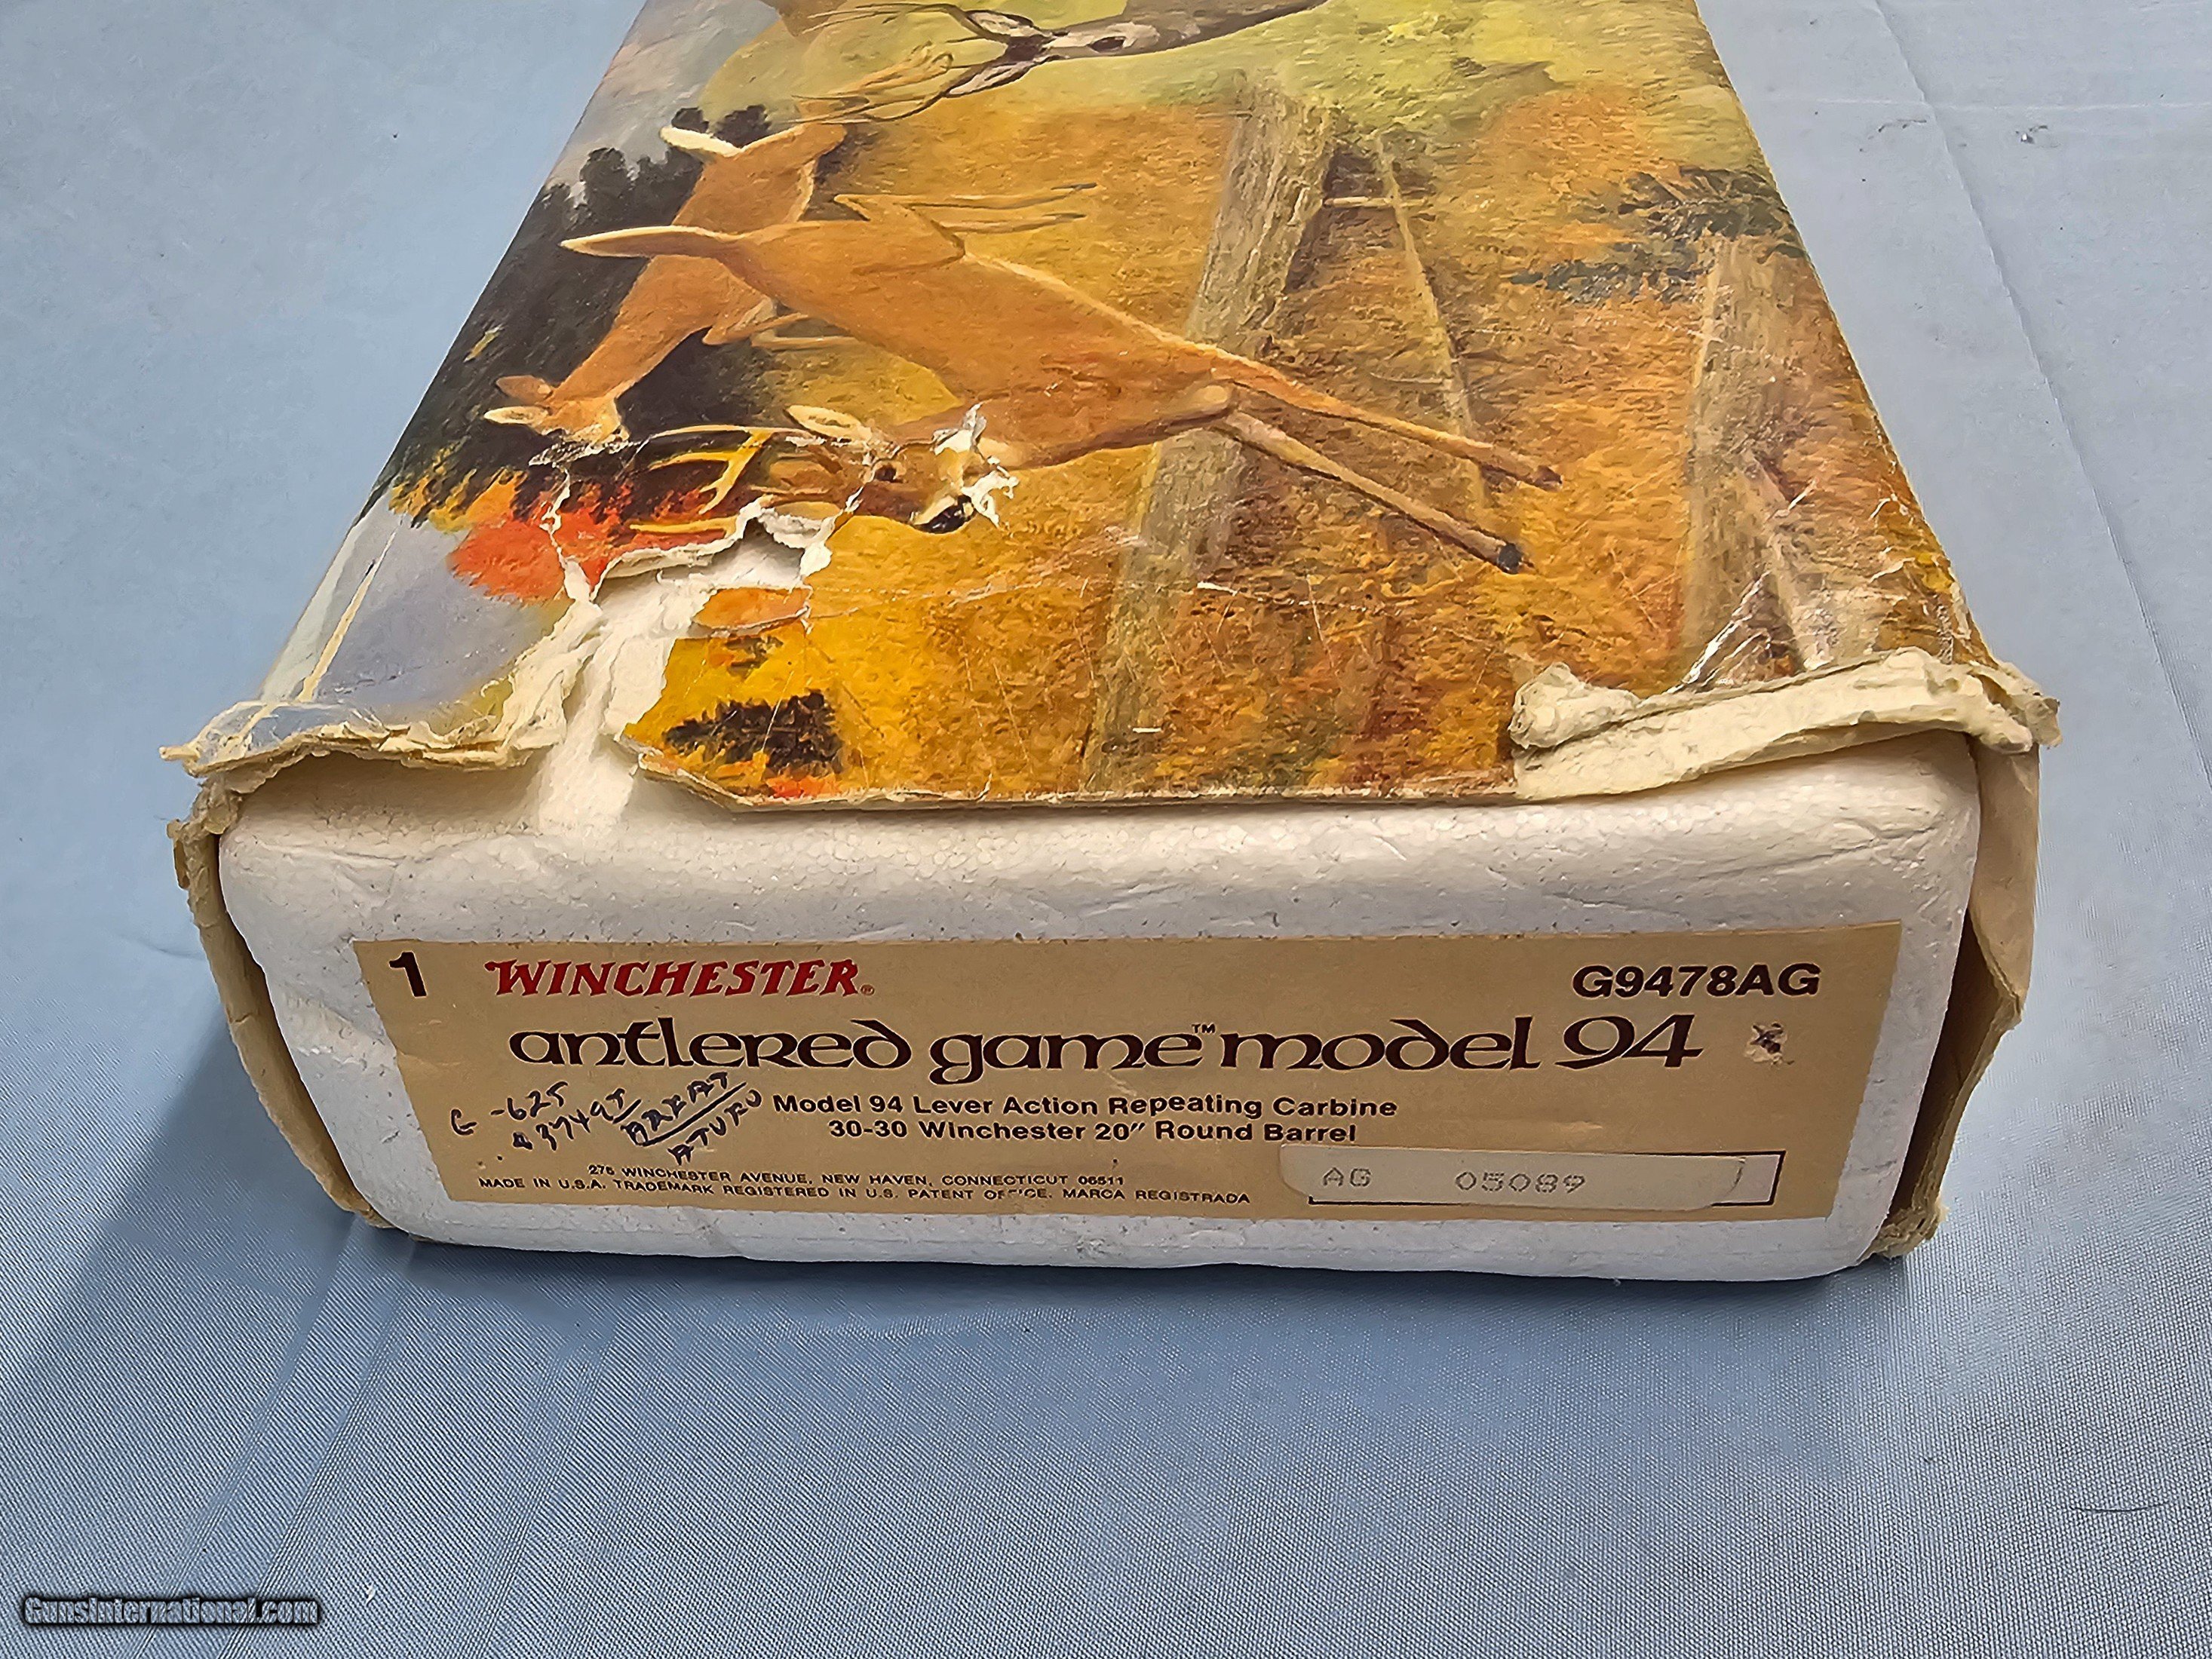 1 WINCHESTER® G9478AG
antlered game™ model 94
G -625
Model 94 Lever Action Repeating Carbine
30-30 Winchester 20" Round Barrel
275 WINCHESTER AVENUE, NEW HAVEN, CONNECTICUT 06511
MADE IN U.S.A. TRADEMARK REGISTERED IN U.S. PATENT OFFICE. MARCA REGISTRADA
AG 05089
GunsInternational.com